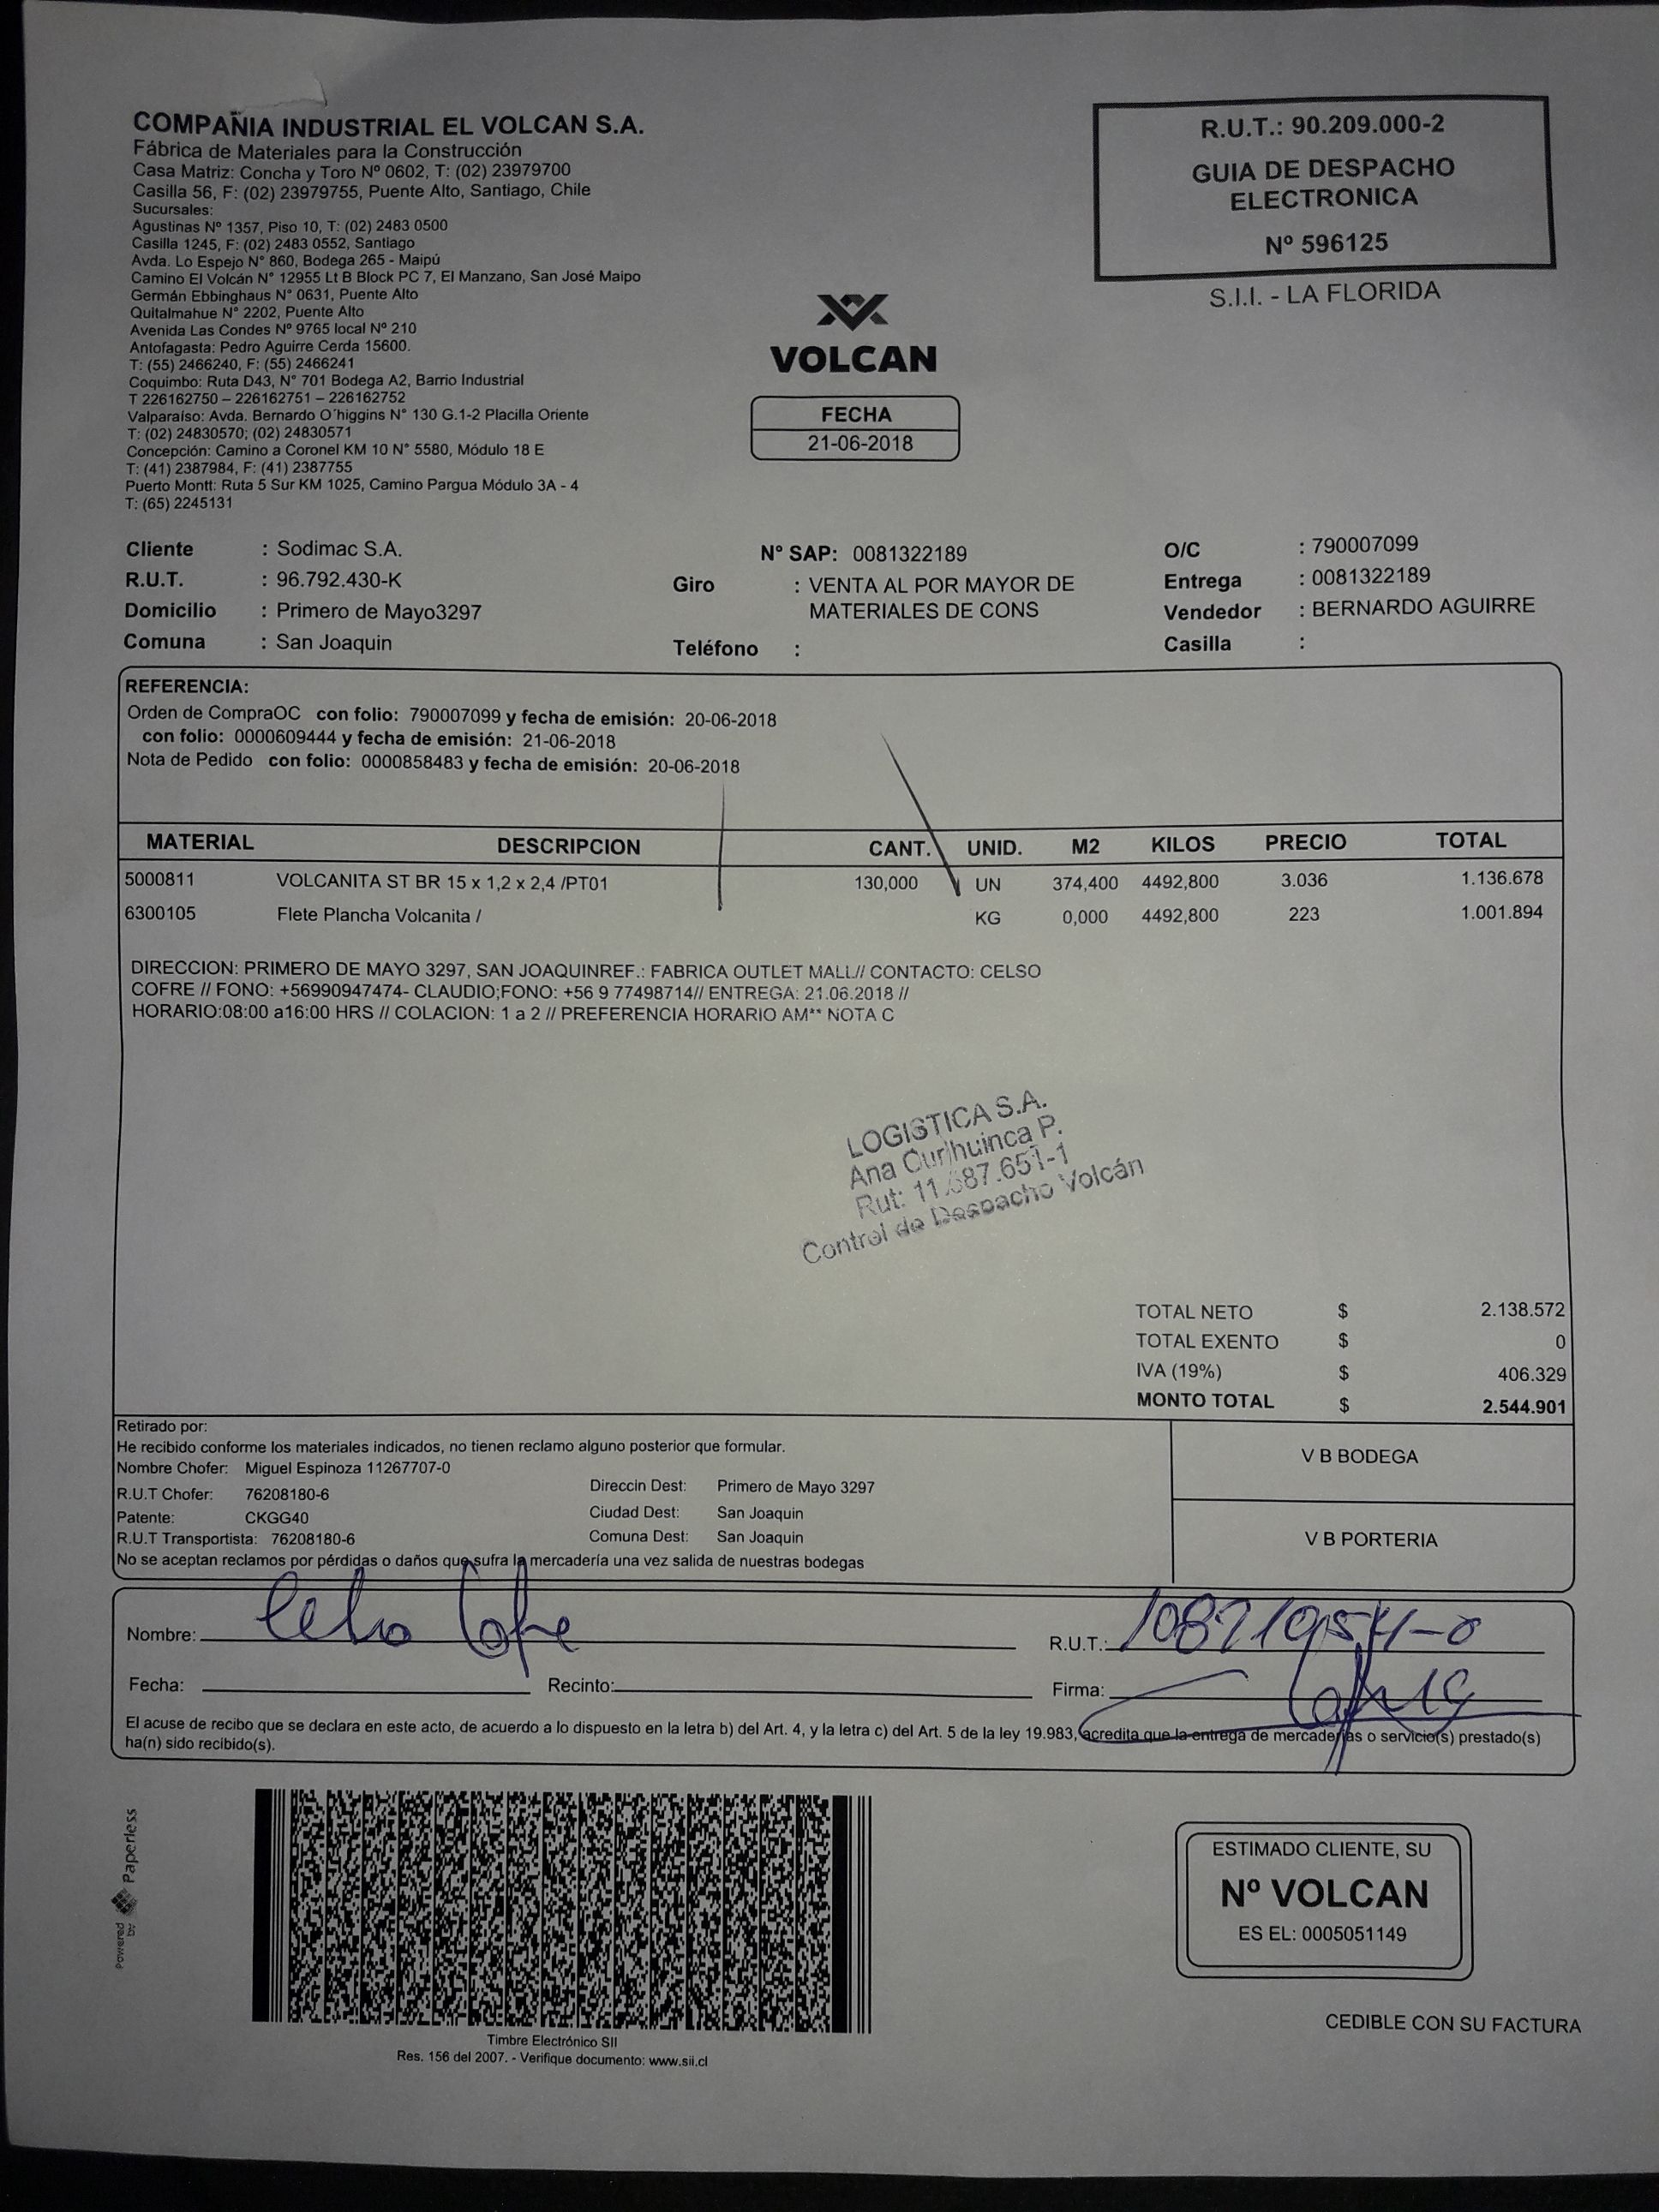 COMPAÑIA INDUSTRIAL EL VOLCAN S.A.
Fábrica de Materiales para la Construcción
Casa Matriz: Concha y Toro Nº 0602, T: (02) 23979700
Casilla 56, F: (02) 23979755, Puente Alto, Santiago, Chile
Sucursales:
Agustinas Nº 1357, Piso 10, T: (02) 2483 0500
Casilla 1245, F: (02) 2483 0552, Santiago
Avda. Lo Espejo N° 860, Bodega 265 - Maipú
Camino El Volcán N° 12955 Lt B Block PC 7, El Manzano, San José Maipo
Germán Ebbinghaus N° 0631, Puente Alto
Quitalmahue N° 2202, Puente Alto
Avenida Las Condes Nº 9765 local Nº 210
Antofagasta: Pedro Aguirre Cerda 15600.
T: (55) 2466240, F: (55) 2466241
Coquimbo: Ruta D43, N° 701 Bodega A2, Barrio Industrial
T 226162750 – 226162751 – 226162752
Valparaíso: Avda. Bernardo O´higgins N° 130 G.1-2 Placilla Oriente
T: (02) 24830570; (02) 24830571
Concepción: Camino a Coronel KM 10 N° 5580, Módulo 18 E
T: (41) 2387984, F: (41) 2387755
Puerto Montt: Ruta 5 Sur KM 1025, Camino Pargua Módulo 3A - 4
T: (65) 2245131
R.U.T.: 90.209.000-2
GUIA DE DESPACHO
ELECTRONICA
Nº 596125
S.I.I. - LA FLORIDA
VOLCAN
FECHA
21-06-2018
Cliente : Sodimac S.A. Nº SAP: 0081322189 O/C : 790007099
R.U.T. : 96.792.430-K Giro : VENTA AL POR MAYOR DE Entrega : 0081322189
Domicilio : Primero de Mayo3297 MATERIALES DE CONS Vendedor : BERNARDO AGUIRRE
Comuna : San Joaquin Teléfono : Casilla :
REFERENCIA:
Orden de CompraOC con folio: 790007099 y fecha de emisión: 20-06-2018
con folio: 0000609444 y fecha de emisión: 21-06-2018
Nota de Pedido con folio: 0000858483 y fecha de emisión: 20-06-2018
MATERIAL DESCRIPCION CANT. UNID. M2 KILOS PRECIO TOTAL
5000811 VOLCANITA ST BR 15 x 1,2 x 2,4 /PT01 130,000 UN 374,400 4492,800 3.036 1.136.678
6300105 Flete Plancha Volcanita / KG 0,000 4492,800 223 1.001.894
DIRECCION: PRIMERO DE MAYO 3297, SAN JOAQUINREF.: FABRICA OUTLET MALL// CONTACTO: CELSO
COFRE // FONO: +56990947474- CLAUDIO;FONO: +56 9 77498714// ENTREGA: 21.06.2018 //
HORARIO:08:00 a16:00 HRS // COLACION: 1 a 2 // PREFERENCIA HORARIO AM** NOTA C
LOGISTICA S.A.
Ana Curihuinca P.
Rut:
Control de Despacho Volcán
TOTAL NETO $ 2.138.572
TOTAL EXENTO $ 0
IVA (19%) $ 406.329
MONTO TOTAL $ 2.544.901
Retirado por:
He recibido conforme los materiales indicados, no tienen reclamo alguno posterior que formular.
Nombre Chofer: Miguel Espinoza 11267707-0
R.U.T Chofer: 76208180-6 Direccin Dest: Primero de Mayo 3297
Patente: CKGG40 Ciudad Dest: San Joaquin
R.U.T Transportista: 76208180-6 Comuna Dest: San Joaquin
No se aceptan reclamos por pérdidas o daños que sufra la mercadería una vez salida de nuestras bodegas
V B BODEGA
V B PORTERIA
Nombre: Celso Cofre R.U.T.:
Fecha: Recinto: Firma:
El acuse de recibo que se declara en este acto, de acuerdo a lo dispuesto en la letra b) del Art. 4, y la letra c) del Art. 5 de la ley 19.983, acredita que la entrega de mercaderías o servicio(s) prestado(s)
ha(n) sido recibido(s).
Powered by Paperless
Timbre Electrónico SII
Res. 156 del 2007. - Verifique documento: www.sii.cl
ESTIMADO CLIENTE, SU
Nº VOLCAN
ES EL: 0005051149
CEDIBLE CON SU FACTURA